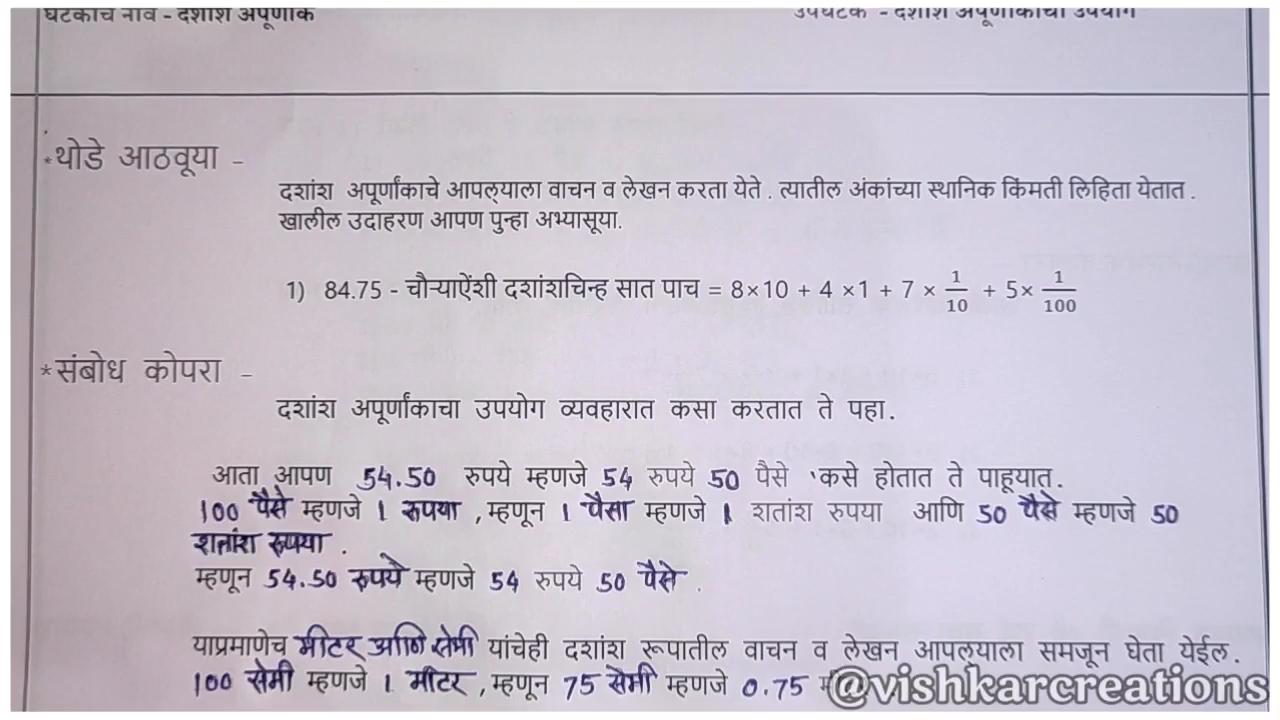 घटकाचे नाव - दशांश अपूर्णांक
उपघटक - दशांश अपूर्णांकाचा उपयोग
*थोडे आठवूया -
दशांश अपूर्णांकाचे आपल्याला वाचन व लेखन करता येते . त्यातील अंकांच्या स्थानिक किंमती लिहिता येतात .
खालील उदाहरण आपण पुन्हा अभ्यासूया.
1) 84.75 - चौऱ्याऐंशी दशांशचिन्ह सात पाच = 8×10 + 4 ×1 + 7 × 1/10 + 5× 1/100
*संबोध कोपरा -
दशांश अपूर्णांकाचा उपयोग व्यवहारात कसा करतात ते पहा .
आता आपण 54.50 रुपये म्हणजे 54 रुपये 50 पैसे 'कसे होतात ते पाहूयात.
100 पैसे म्हणजे 1 रुपया , म्हणून 1 पैसा म्हणजे 1 शतांश रुपया आणि 50 पैसे म्हणजे 50
शतांश रुपया .
म्हणून 54.50 रुपये म्हणजे 54 रुपये 50 पैसे .
याप्रमाणेच मीटर आणि सेमी यांचेही दशांश रूपातील वाचन व लेखन आपल्याला समजून घेता येईल.
100 सेमी म्हणजे 1 मीटर , म्हणून 75 सेमी म्हणजे 0.75
@vishkarcreations